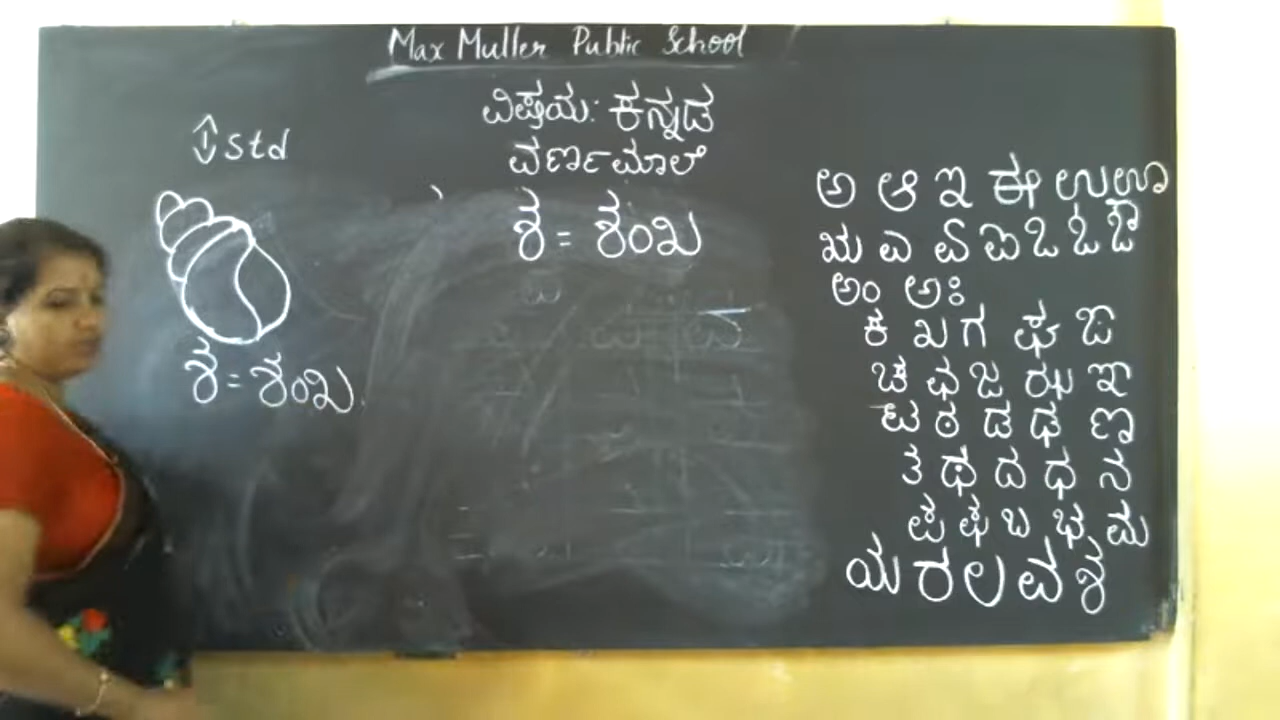 Max Muller Public School
ವಿಷಯ: ಕನ್ನಡ
ವರ್ಣಮಾಲೆ
I std
ಶ = ಶಂಖ
ಶ = ಶಂಖ.
ಅ ಆ ಇ ಈ ಉ ಊ
ಋ ಎ ಏ ಐ ಒ ಓ ಔ
ಅಂ ಅಃ
ಕ ಖ ಗ ಘ ಙ
ಚ ಛ ಜ ಝ ಞ
ಟ ಠ ಡ ಢ ಣ
ತ ಥ ದ ಧ ನ
ಪ ಫ ಬ ಭ ಮ
ಯ ರ ಲ ವ ಶ